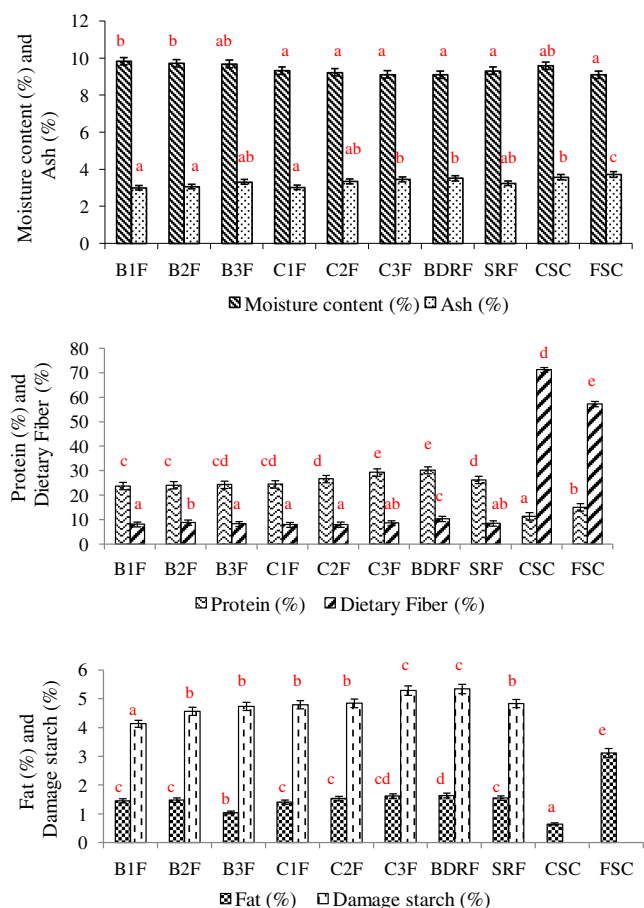 12
10
8
6
4
2
0
Moisture content (%) and
Ash (%)
b b ab a a a a a ab a
a a ab a ab b b ab b c
B1F B2F B3F C1F C2F C3F BDRF SRF CSC FSC
Moisture content (%) Ash (%)
80
70
60
50
40
30
20
10
0
Protein (%) and
Dietary Fiber (%)
c c cd cd d e e d a b
a b a a a ab c ab d e
B1F B2F B3F C1F C2F C3F BDRF SRF CSC FSC
Protein (%) Dietary Fiber (%)
6
5
4
3
2
1
0
Fat (%) and
Damage starch (%)
a b b b b c c b
c c b c c cd d c a e
B1F B2F B3F C1F C2F C3F BDRF SRF CSC FSC
Fat (%) Damage starch (%)